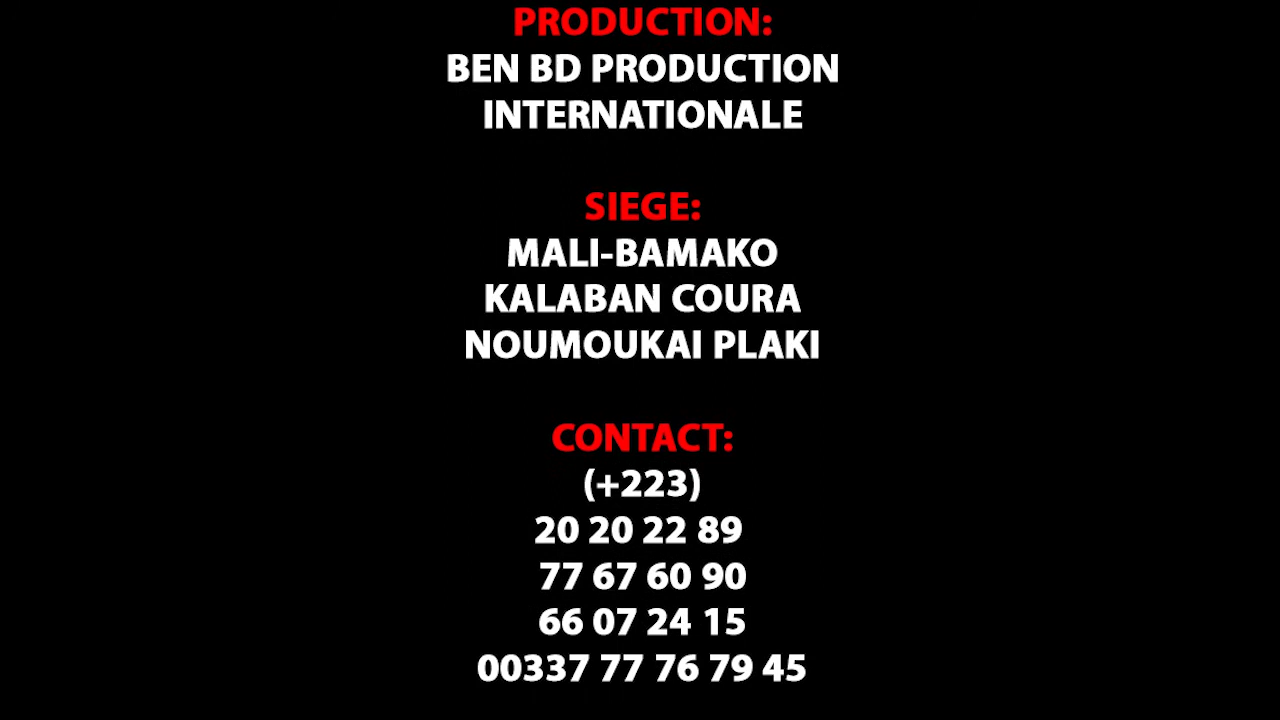 PRODUCTION:
BEN BD PRODUCTION
INTERNATIONALE
SIEGE:
MALI-BAMAKO
KALABAN COURA
NOUMOUKAI PLAKI
CONTACT:
(+223)
20 20 22 89
77 67 60 90
66 07 24 15
00337 77 76 79 45